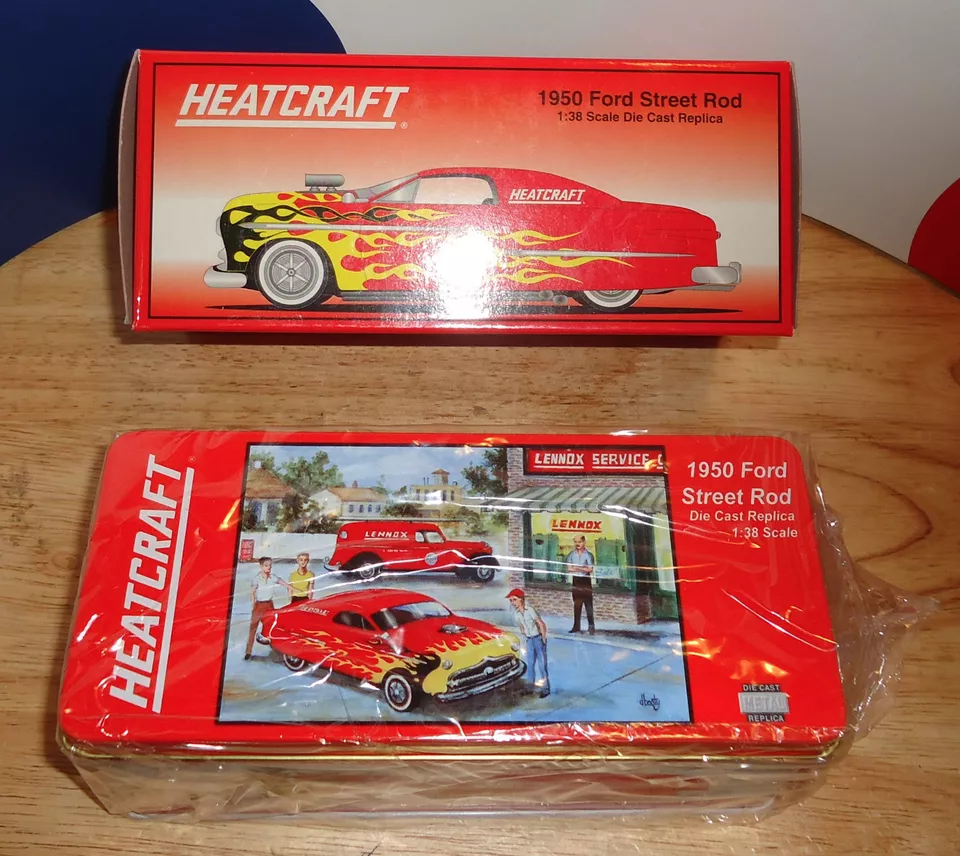 HEATCRAFT®
1950 Ford Street Rod
1:38 Scale Die Cast Replica
HEATCRAFT
HEATCRAFT®
LENNOX SERVICE C
LENNOX
LENNOX
HEATCRAFT
1950 Ford
Street Rod
Die Cast Replica
1:38 Scale
DIE CAST
METAL
REPLICA